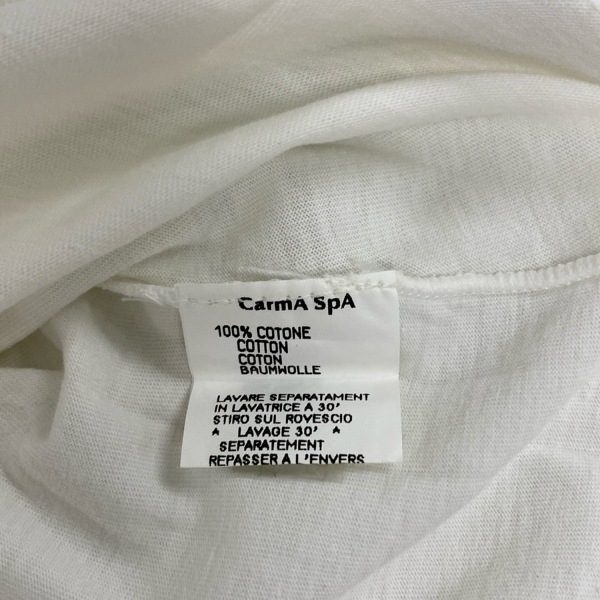 CarmA SpA
100% COTONE
COTTON
COTON
BAUMWOLLE
LAVARE SEPARATAMENT
IN LAVATRICE A 30'
STIRO SUL ROVESCIO
^ LAVAGE 30' ^
SEPARATEMENT
REPASSER A L'ENVERS